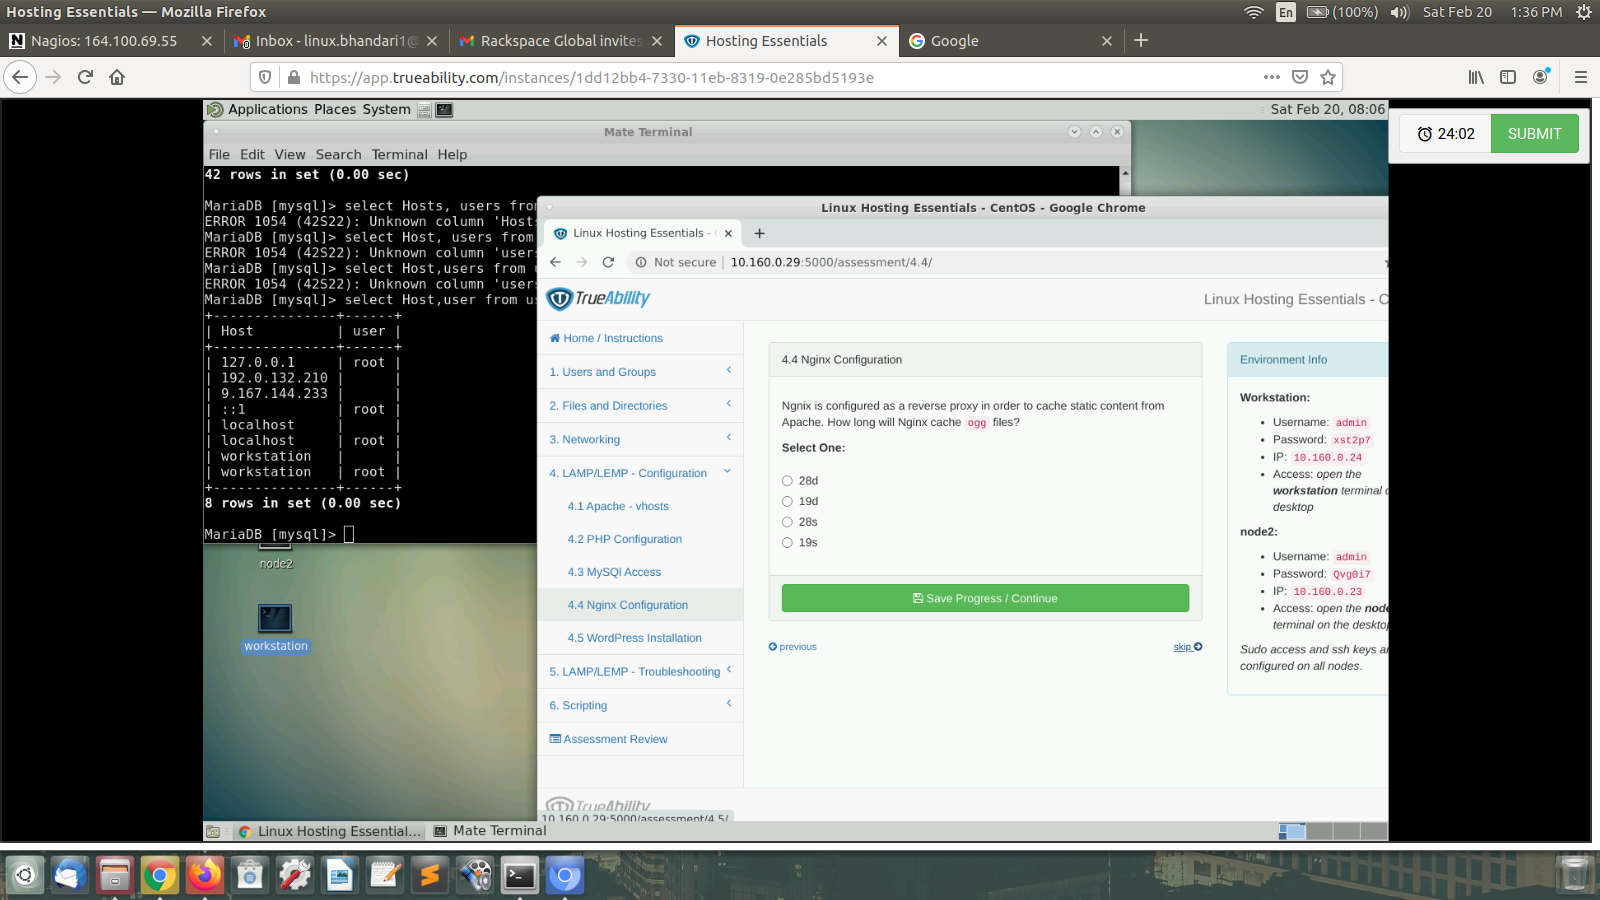 Hosting Essentials — Mozilla Firefox
En
(100%)
Sat Feb 20
1:36 PM
Nagios: 164.100.69.55
Inbox - linux.bhandari1@
Rackspace Global invites
Hosting Essentials
Google
https://app.trueability.com/instances/1dd12bb4-7330-11eb-8319-0e285bd5193e
Applications Places System
Sat Feb 20, 08:06
24:02
SUBMIT
Mate Terminal
File Edit View Search Terminal Help
42 rows in set (0.00 sec)
MariaDB [mysql]> select Hosts, users from
ERROR 1054 (42S22): Unknown column 'Hosts
MariaDB [mysql]> select Host, users from
ERROR 1054 (42S22): Unknown column 'users
MariaDB [mysql]> select Host,users from
ERROR 1054 (42S22): Unknown column 'users
MariaDB [mysql]> select Host,user from us
+---------------+------+
| Host          | user |
+---------------+------+
| 127.0.0.1     | root |
| 192.0.132.210 |      |
| 9.167.144.233 |      |
| ::1           | root |
| localhost     |      |
| localhost     | root |
| workstation   |      |
| workstation   | root |
+---------------+------+
8 rows in set (0.00 sec)
MariaDB [mysql]>
node2
workstation
Linux Hosting Essentials - CentOS - Google Chrome
Linux Hosting Essentials -
Not secure | 10.160.0.29:5000/assessment/4.4/
TrueAbility
Linux Hosting Essentials - C
Home / Instructions
1. Users and Groups
2. Files and Directories
3. Networking
4. LAMP/LEMP - Configuration
4.1 Apache - vhosts
4.2 PHP Configuration
4.3 MySQl Access
4.4 Nginx Configuration
4.5 WordPress Installation
5. LAMP/LEMP - Troubleshooting
6. Scripting
Assessment Review
4.4 Nginx Configuration
Ngnix is configured as a reverse proxy in order to cache static content from
Apache. How long will Nginx cache ogg files?
Select One:
28d
19d
28s
19s
Save Progress / Continue
previous
skip
Environment Info
Workstation:
• Username: admin
• Password: xst2p7
• IP: 10.160.0.24
• Access: open the
workstation terminal
desktop
node2:
• Username: admin
• Password: Qvg0i7
• IP: 10.160.0.23
• Access: open the node
terminal on the desktop
Sudo access and ssh keys ar
configured on all nodes.
TrueAbility
10.160.0.29:5000/assessment/4.5/
Linux Hosting Essential...
Mate Terminal